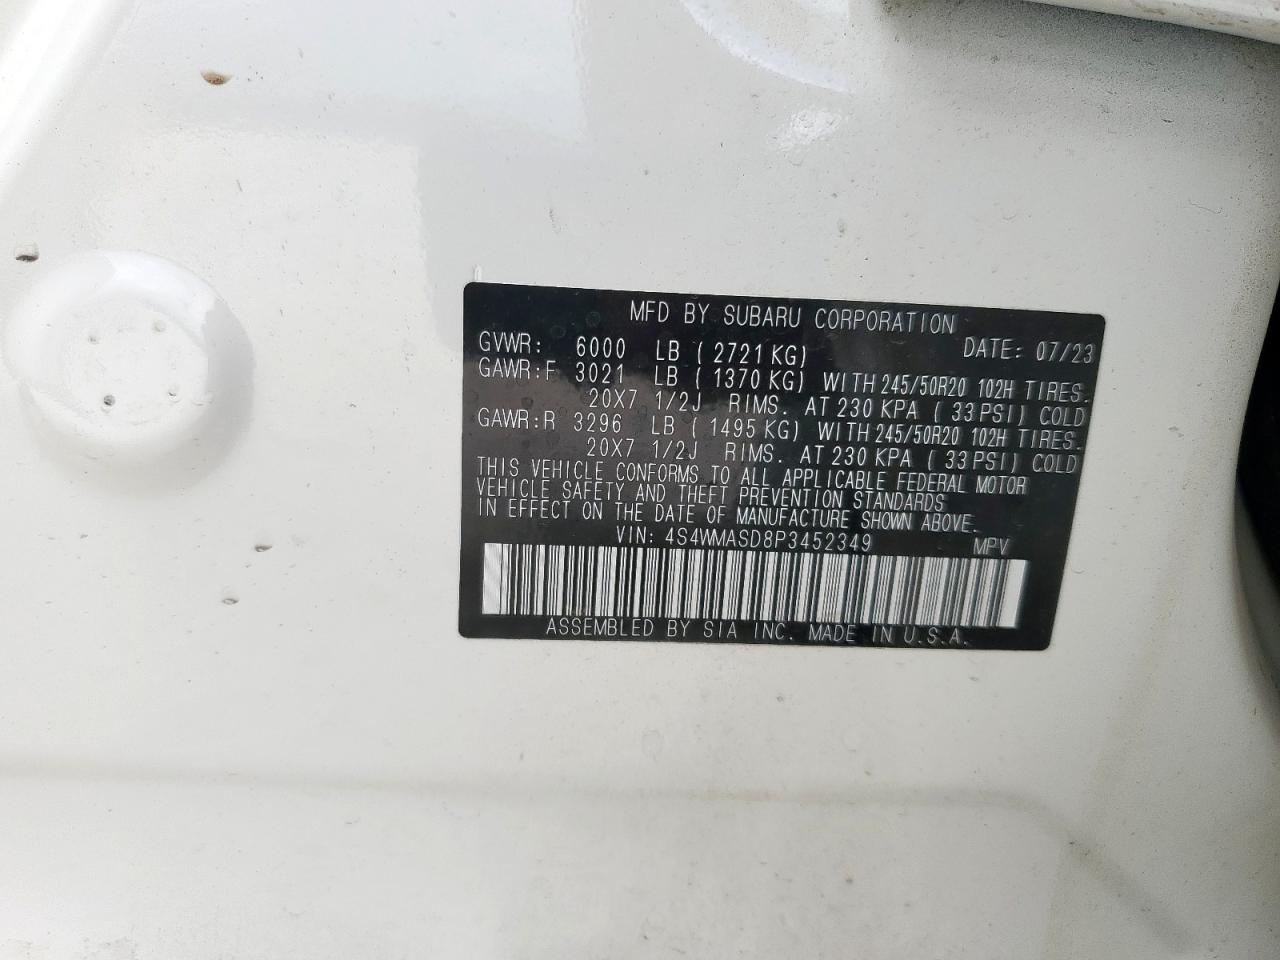 MFD BY SUBARU CORPORATION
GVWR: 6000 LB ( 2721 KG) DATE: 07/23
GAWR:F 3021 LB ( 1370 KG) WITH 245/50R20 102H TIRES.
20X7 1/2J RIMS. AT 230 KPA ( 33 PSI) COLD
GAWR:R 3296 LB ( 1495 KG) WITH 245/50R20 102H TIRES.
20X7 1/2J RIMS. AT 230 KPA ( 33 PSI) COLD
THIS VEHICLE CONFORMS TO ALL APPLICABLE FEDERAL MOTOR
VEHICLE SAFETY AND THEFT PREVENTION STANDARDS
IN EFFECT ON THE DATE OF MANUFACTURE SHOWN ABOVE.
VIN: 4S4WMASD8P3452349 MPV
ASSEMBLED BY SIA INC. MADE IN U.S.A.